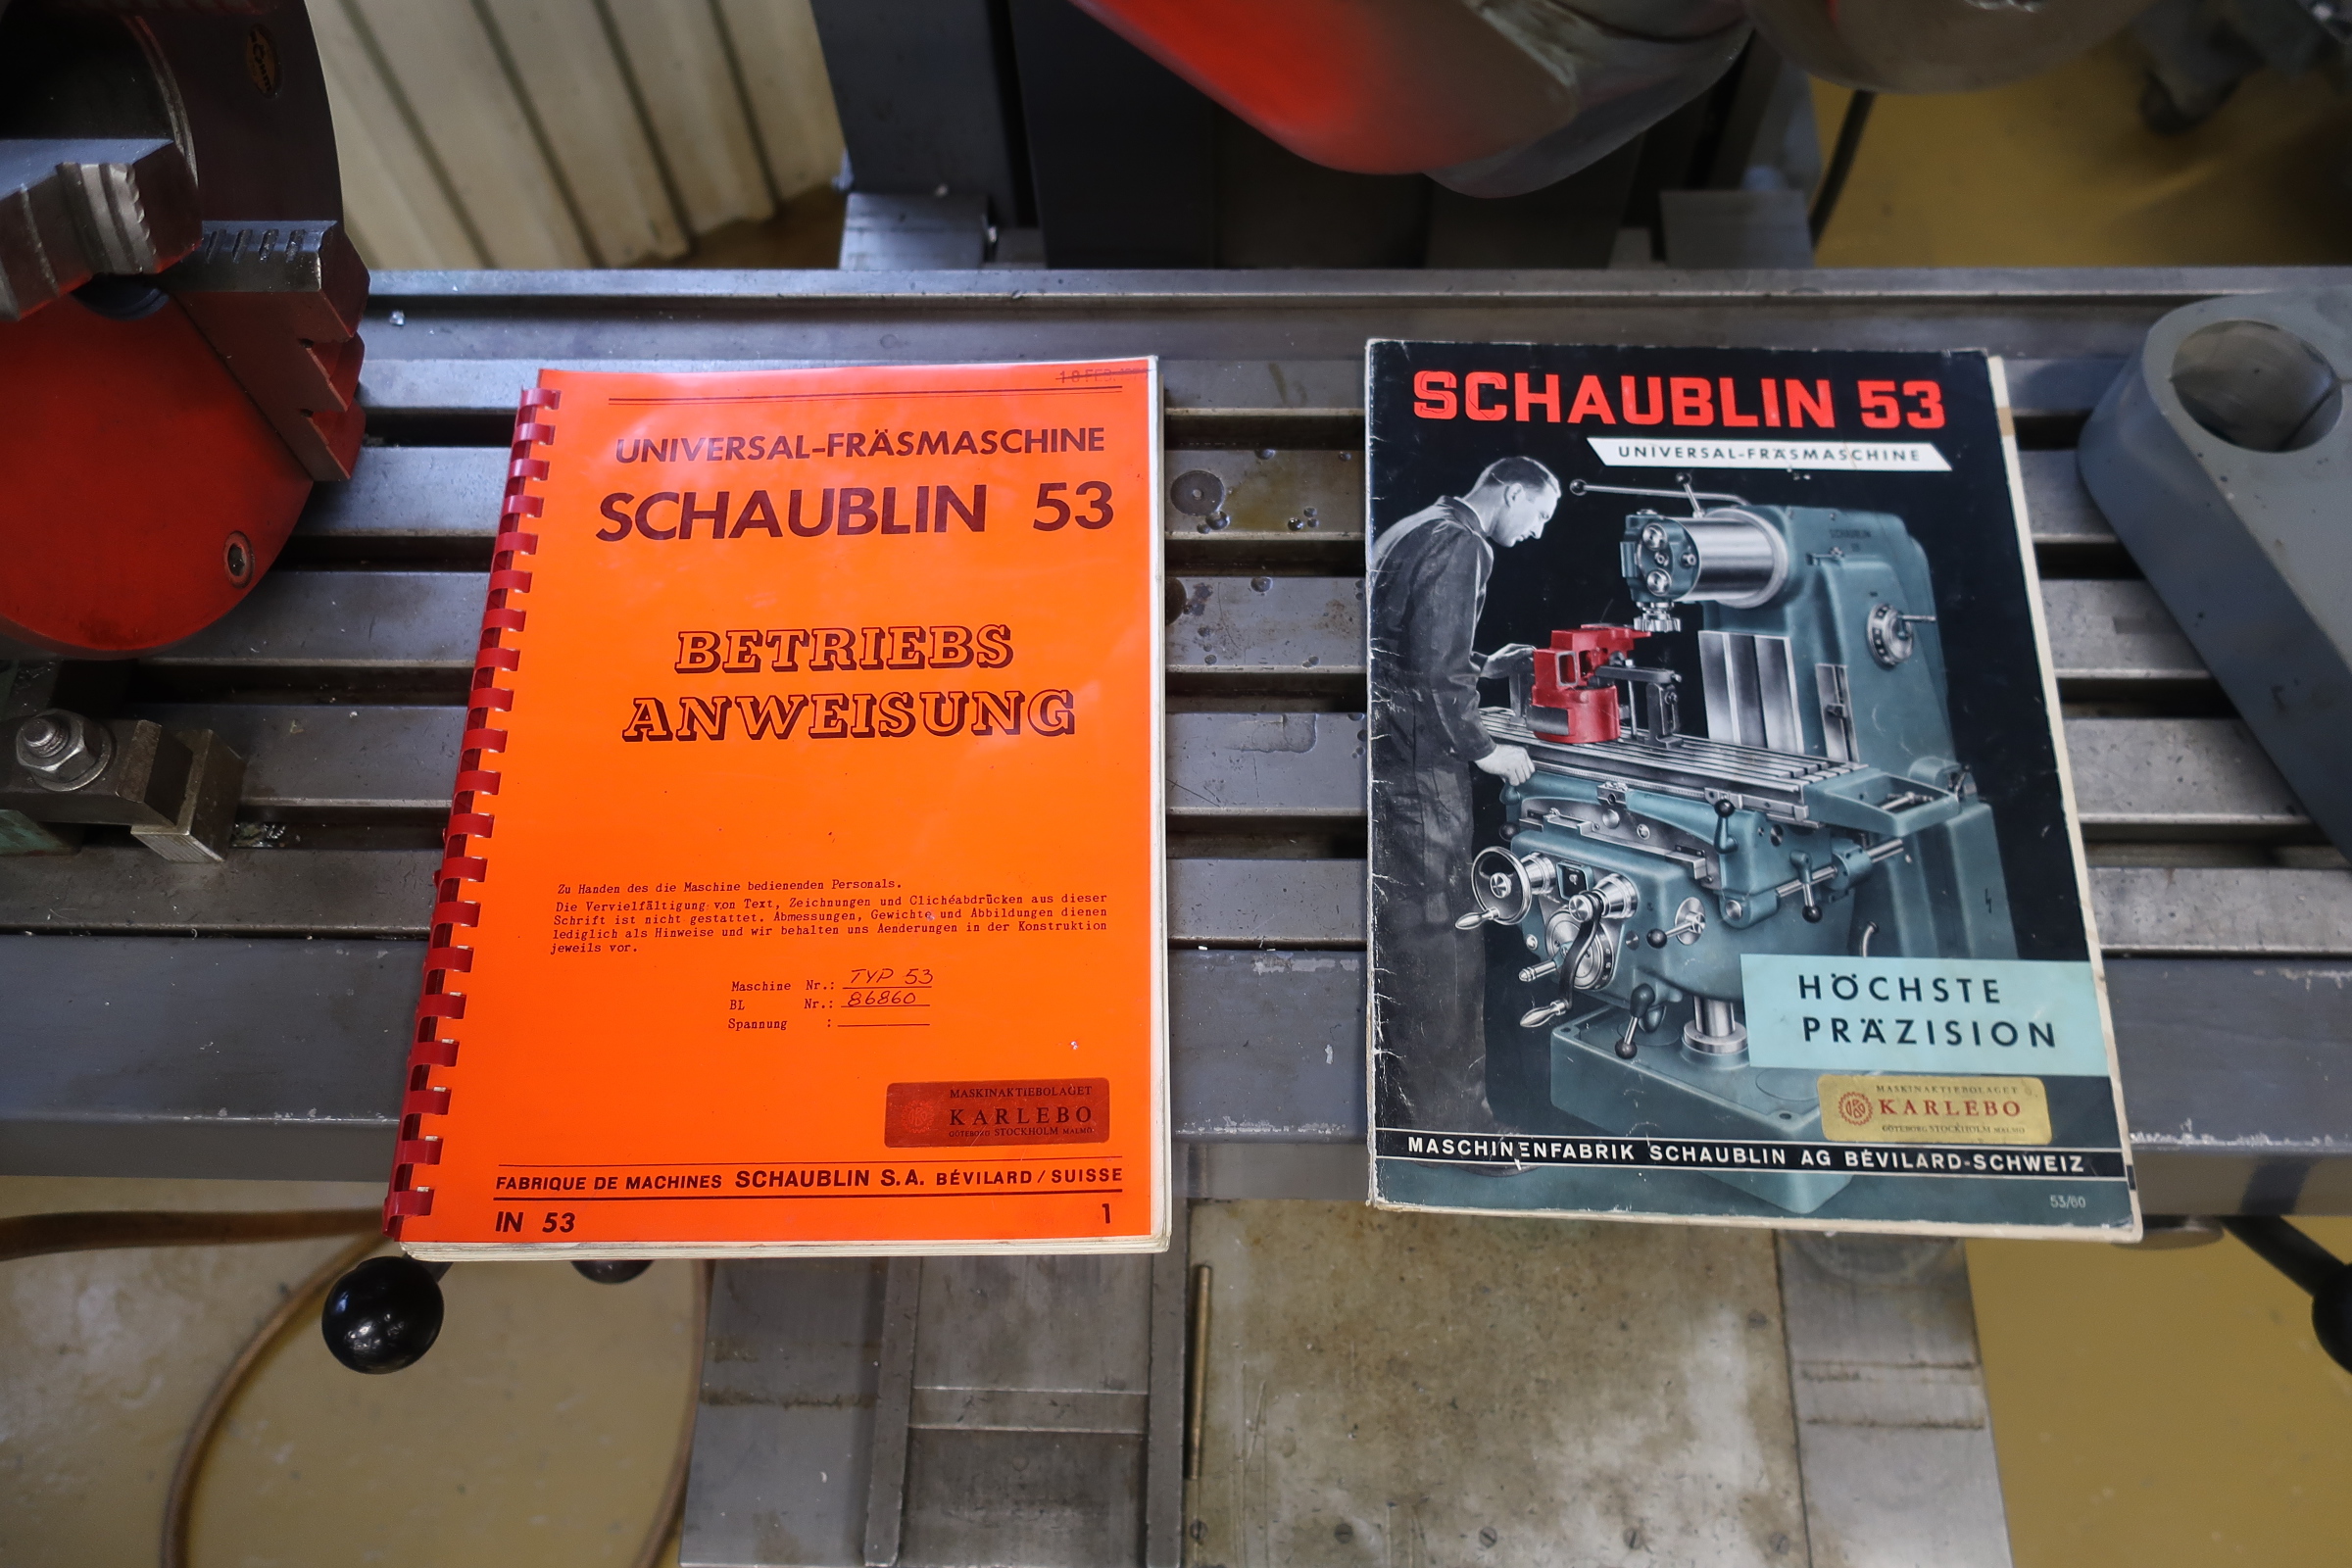 18 FEB.
UNIVERSAL-FRÄSMASCHINE
SCHAUBLIN 53
BETRIEBS
ANWEISUNG
Zu Handen des die Maschine bedienenden Personals.
Die Vervielfältigung von Text, Zeichnungen und Clichéabdrücken aus dieser
Schrift ist nicht gestattet. Abmessungen, Gewichte und Abbildungen dienen
lediglich als Hinweise und wir behalten uns Aenderungen in der Konstruktion
jeweils vor.
Maschine Nr.: TYP 53
BL Nr.: 86860
Spannung :
MASKINAKTIEBOLAGET
KARLEBO
GÖTEBORG STOCKHOLM MALMÖ
FABRIQUE DE MACHINES SCHAUBLIN S.A. BÉVILARD / SUISSE
IN 53 1
SCHAUBLIN 53
UNIVERSAL-FRÄSMASCHINE
SCHAUBLIN
HÖCHSTE
PRÄZISION
MASKINAKTIEBOLAGET
KARLEBO
GÖTEBORG STOCKHOLM MALMÖ
MASCHINENFABRIK SCHAUBLIN AG BÉVILARD-SCHWEIZ
53/60